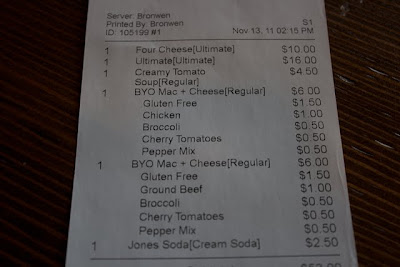 Server: Bronwen S1
Printed By: Bronwen Nov 13, 11 02:15 PM
ID: 105199 #1
1 Four Cheese[Ultimate] $10.00
1 Ultimate[Ultimate] $16.00
1 Creamy Tomato $4.50
Soup[Regular]
1 BYO Mac + Cheese[Regular] $6.00
Gluten Free $1.50
Chicken $1.00
Broccoli $0.50
Cherry Tomatoes $0.50
Pepper Mix $0.50
1 BYO Mac + Cheese[Regular] $6.00
Gluten Free $1.50
Ground Beef $1.00
Broccoli $0.50
Cherry Tomatoes $0.50
Pepper Mix $0.50
1 Jones Soda[Cream Soda] $2.50